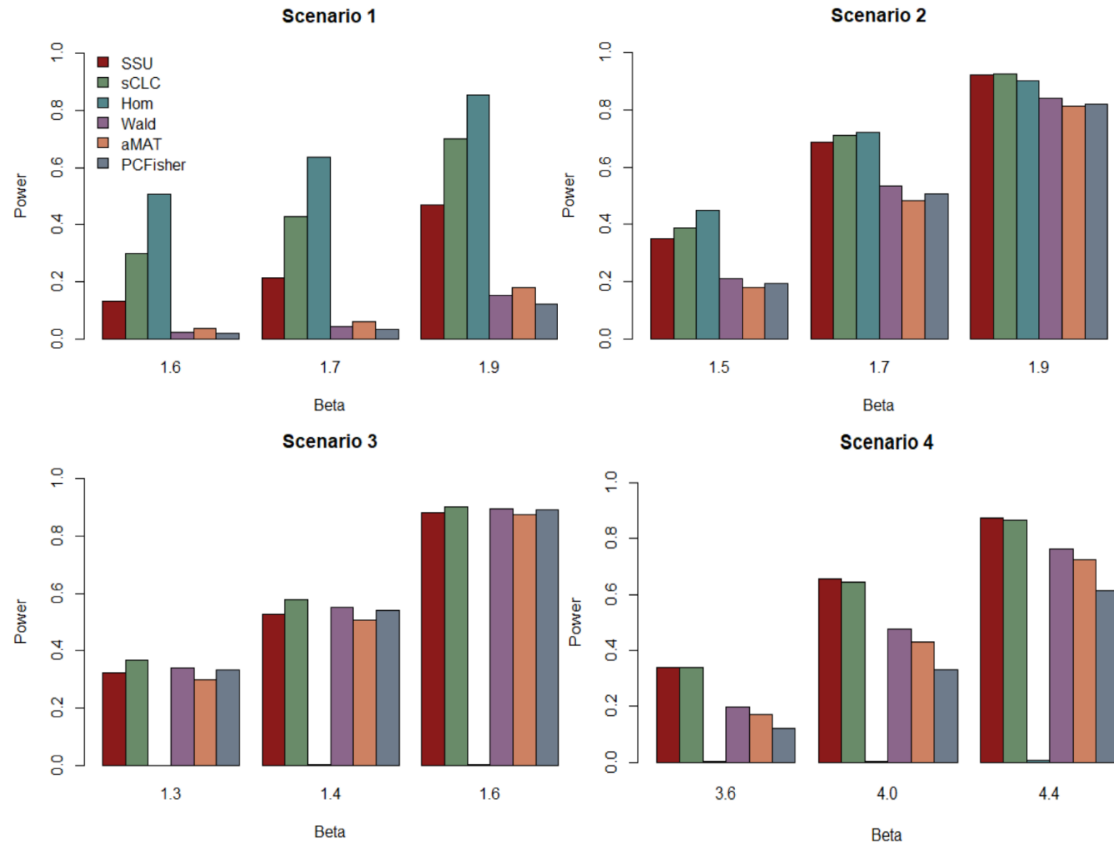 Scenario 1
Power
0.0 0.2 0.4 0.6 0.8 1.0
SSU
sCLC
Hom
Wald
aMAT
PCFisher
1.6 1.7 1.9
Beta
Scenario 2
Power
0.0 0.2 0.4 0.6 0.8 1.0
1.5 1.7 1.9
Beta
Scenario 3
Power
0.0 0.2 0.4 0.6 0.8 1.0
1.3 1.4 1.6
Beta
Scenario 4
Power
0.0 0.2 0.4 0.6 0.8 1.0
3.6 4.0 4.4
Beta